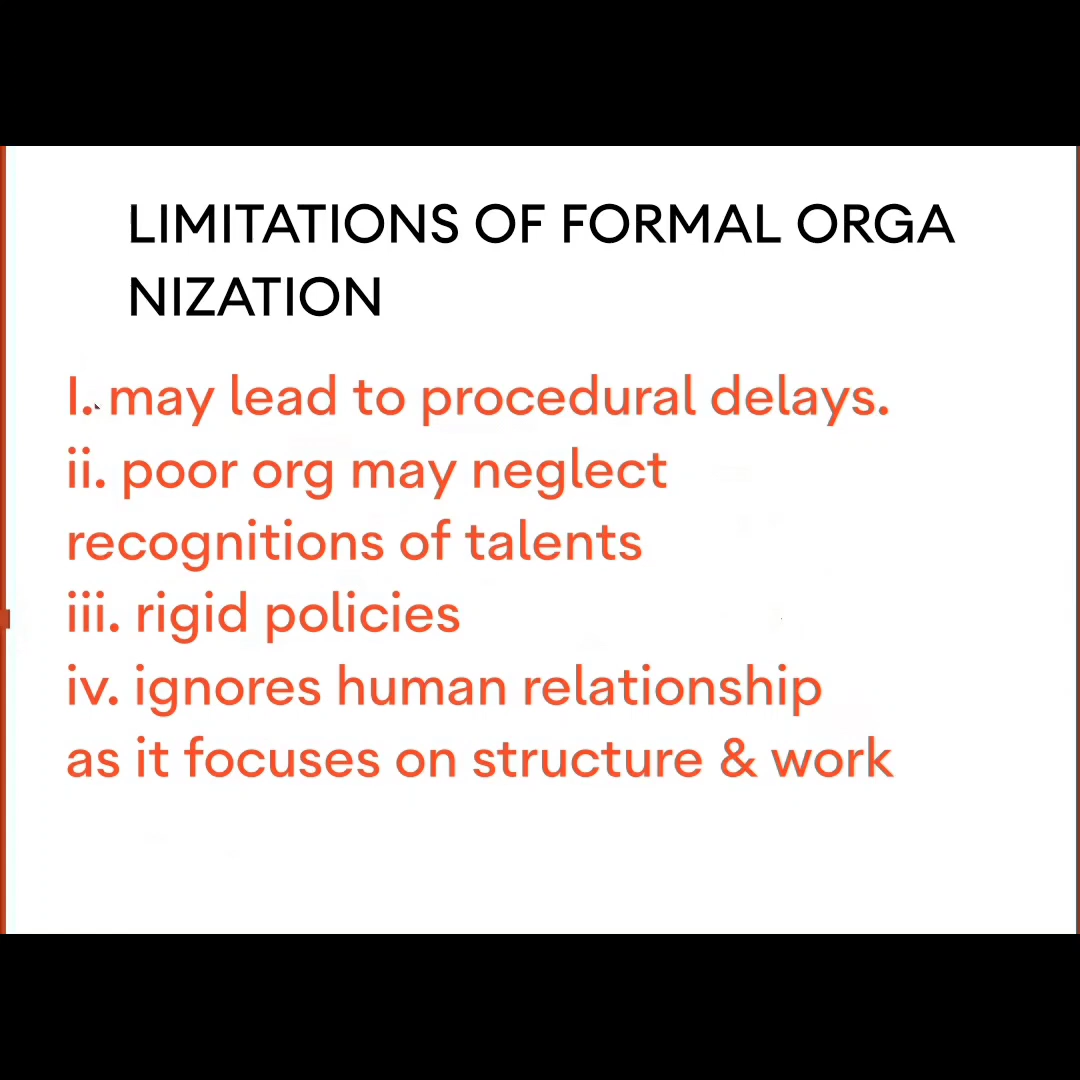 LIMITATIONS OF FORMAL ORGA
NIZATION
I. may lead to procedural delays.
ii. poor org may neglect
recognitions of talents
iii. rigid policies
iv. ignores human relationship
as it focuses on structure & work